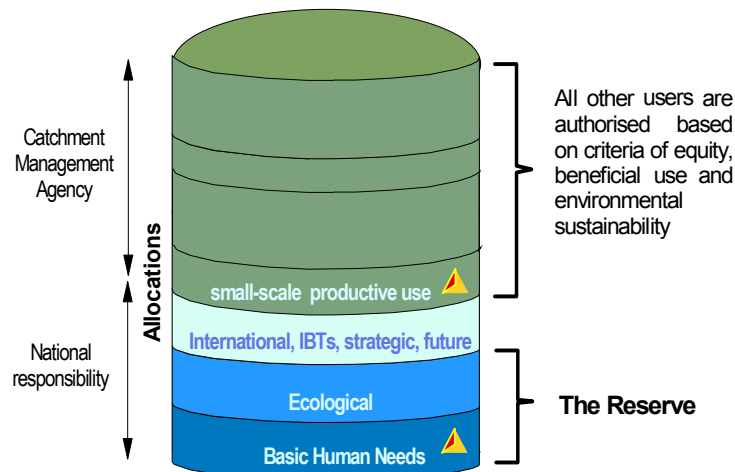 Catchment
Management
Agency
National
responsibility
Allocations
small-scale productive use
International, IBTs, strategic, future
Ecological
Basic Human Needs
All other users are
authorised based
on criteria of equity,
beneficial use and
environmental
sustainability
The Reserve